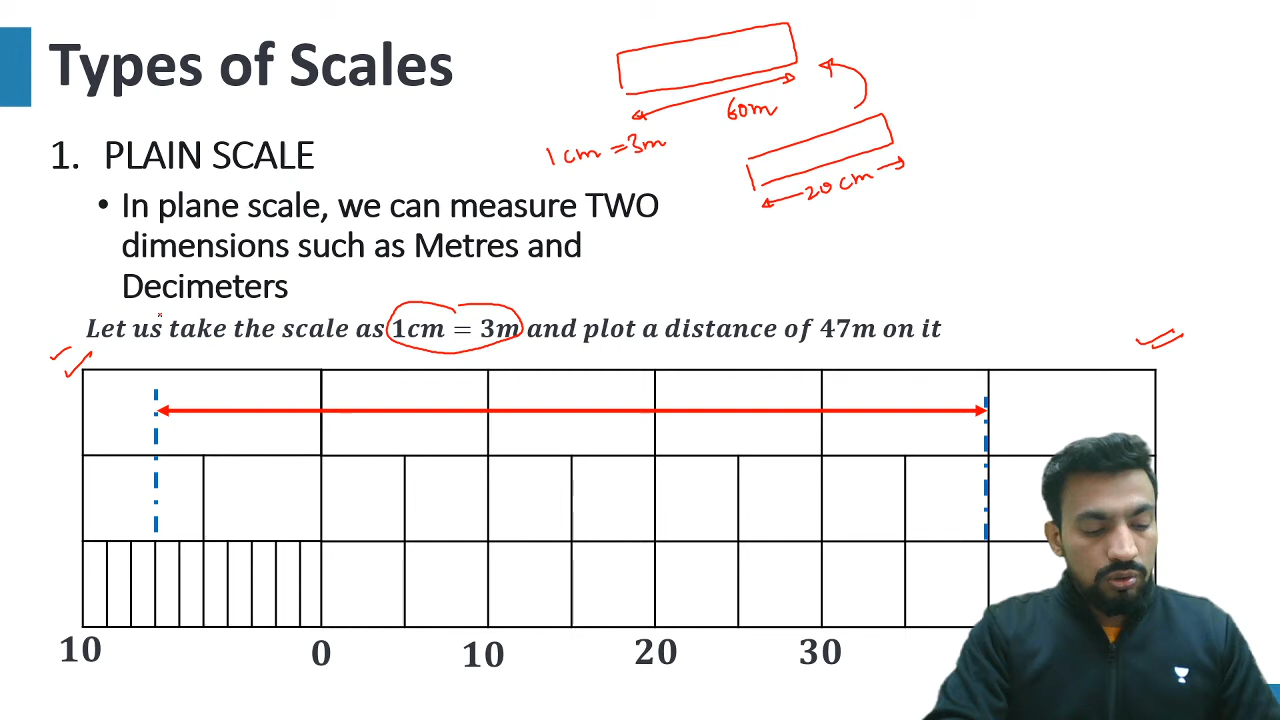 Types of Scales
60m
1 cm = 3m
20 cm
1. PLAIN SCALE
• In plane scale, we can measure TWO
dimensions such as Metres and
Decimeters
Let us take the scale as 1cm = 3m and plot a distance of 47m on it
10 0 10 20 30